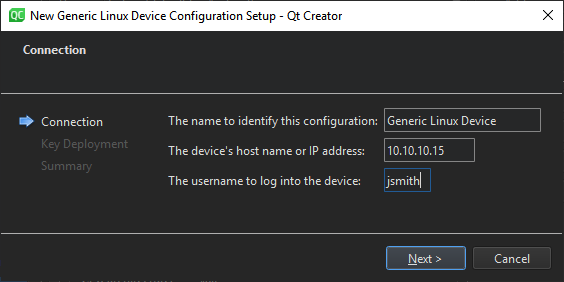 QC New Generic Linux Device Configuration Setup - Qt Creator
Connection
Connection
Key Deployment
Summary
The name to identify this configuration: Generic Linux Device
The device's host name or IP address: 10.10.10.15
The username to log into the device: jsmith
Next > Cancel